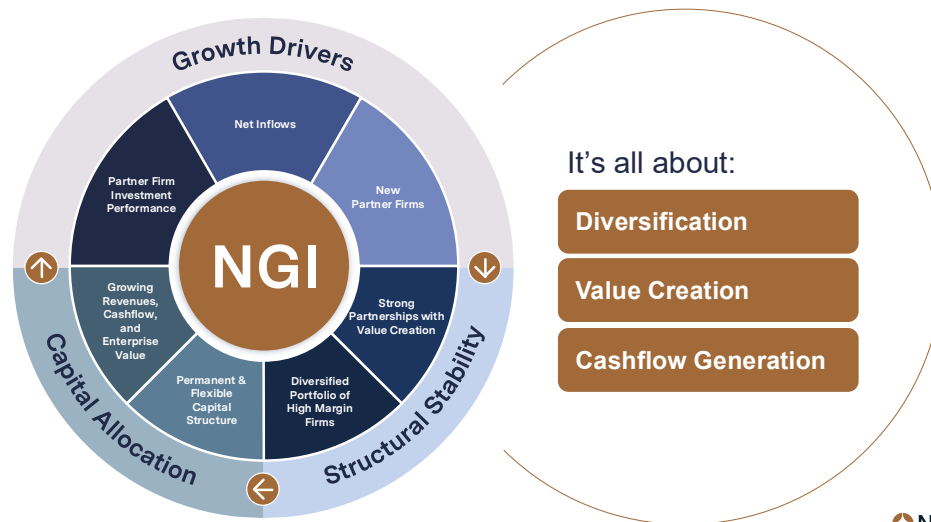 Growth Drivers
Net Inflows
Partner Firm
Investment
Performance
New
Partner Firms
NGI
Growing
Revenues,
Cashflow,
and
Enterprise
Value
Strong
Partnerships with
Value Creation
Permanent &
Flexible
Capital
Structure
Diversified
Portfolio of
High Margin
Firms
Capital Allocation
Structural Stability
It's all about:
Diversification
Value Creation
Cashflow Generation